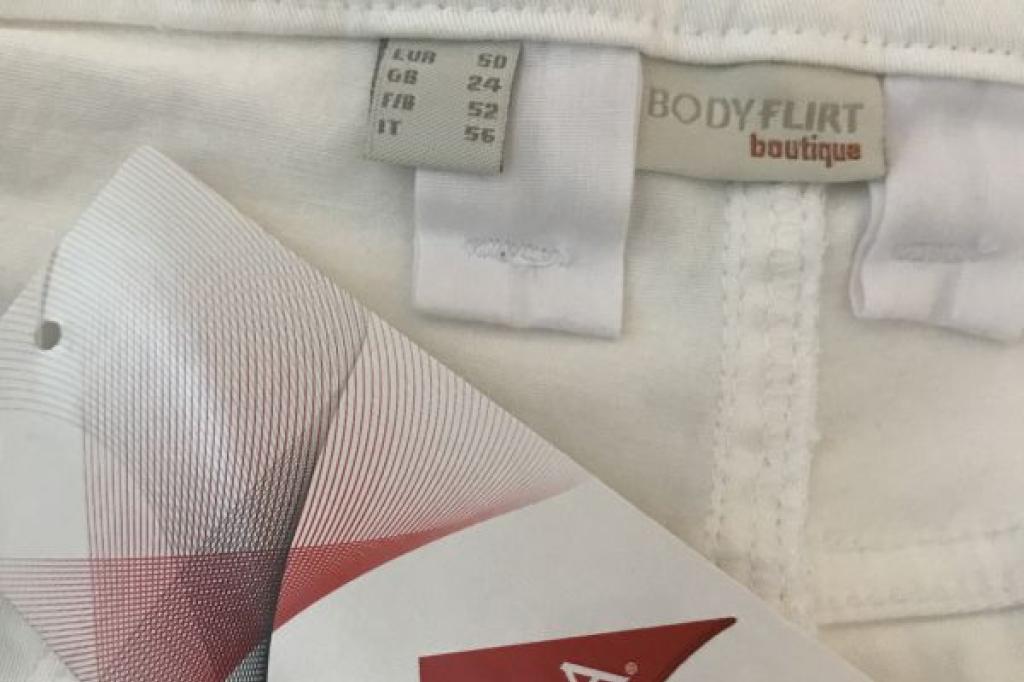 EUR 50
GB 24
F/B 52
IT 56
BODYFLIRT
boutique